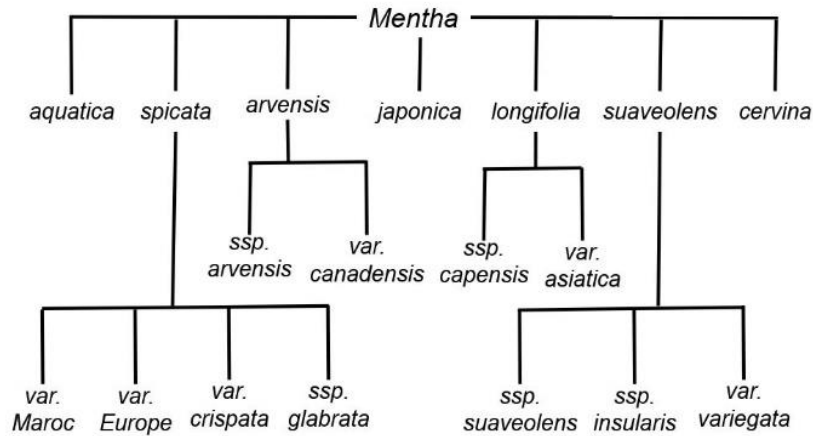 Mentha
aquatica spicata arvensis japonica longifolia suaveolens cervina
ssp. var. ssp. var.
arvensis canadensis capensis asiatica
var. var. var. ssp. ssp. ssp. var.
Maroc Europe crispata glabrata suaveolens insularis variegata